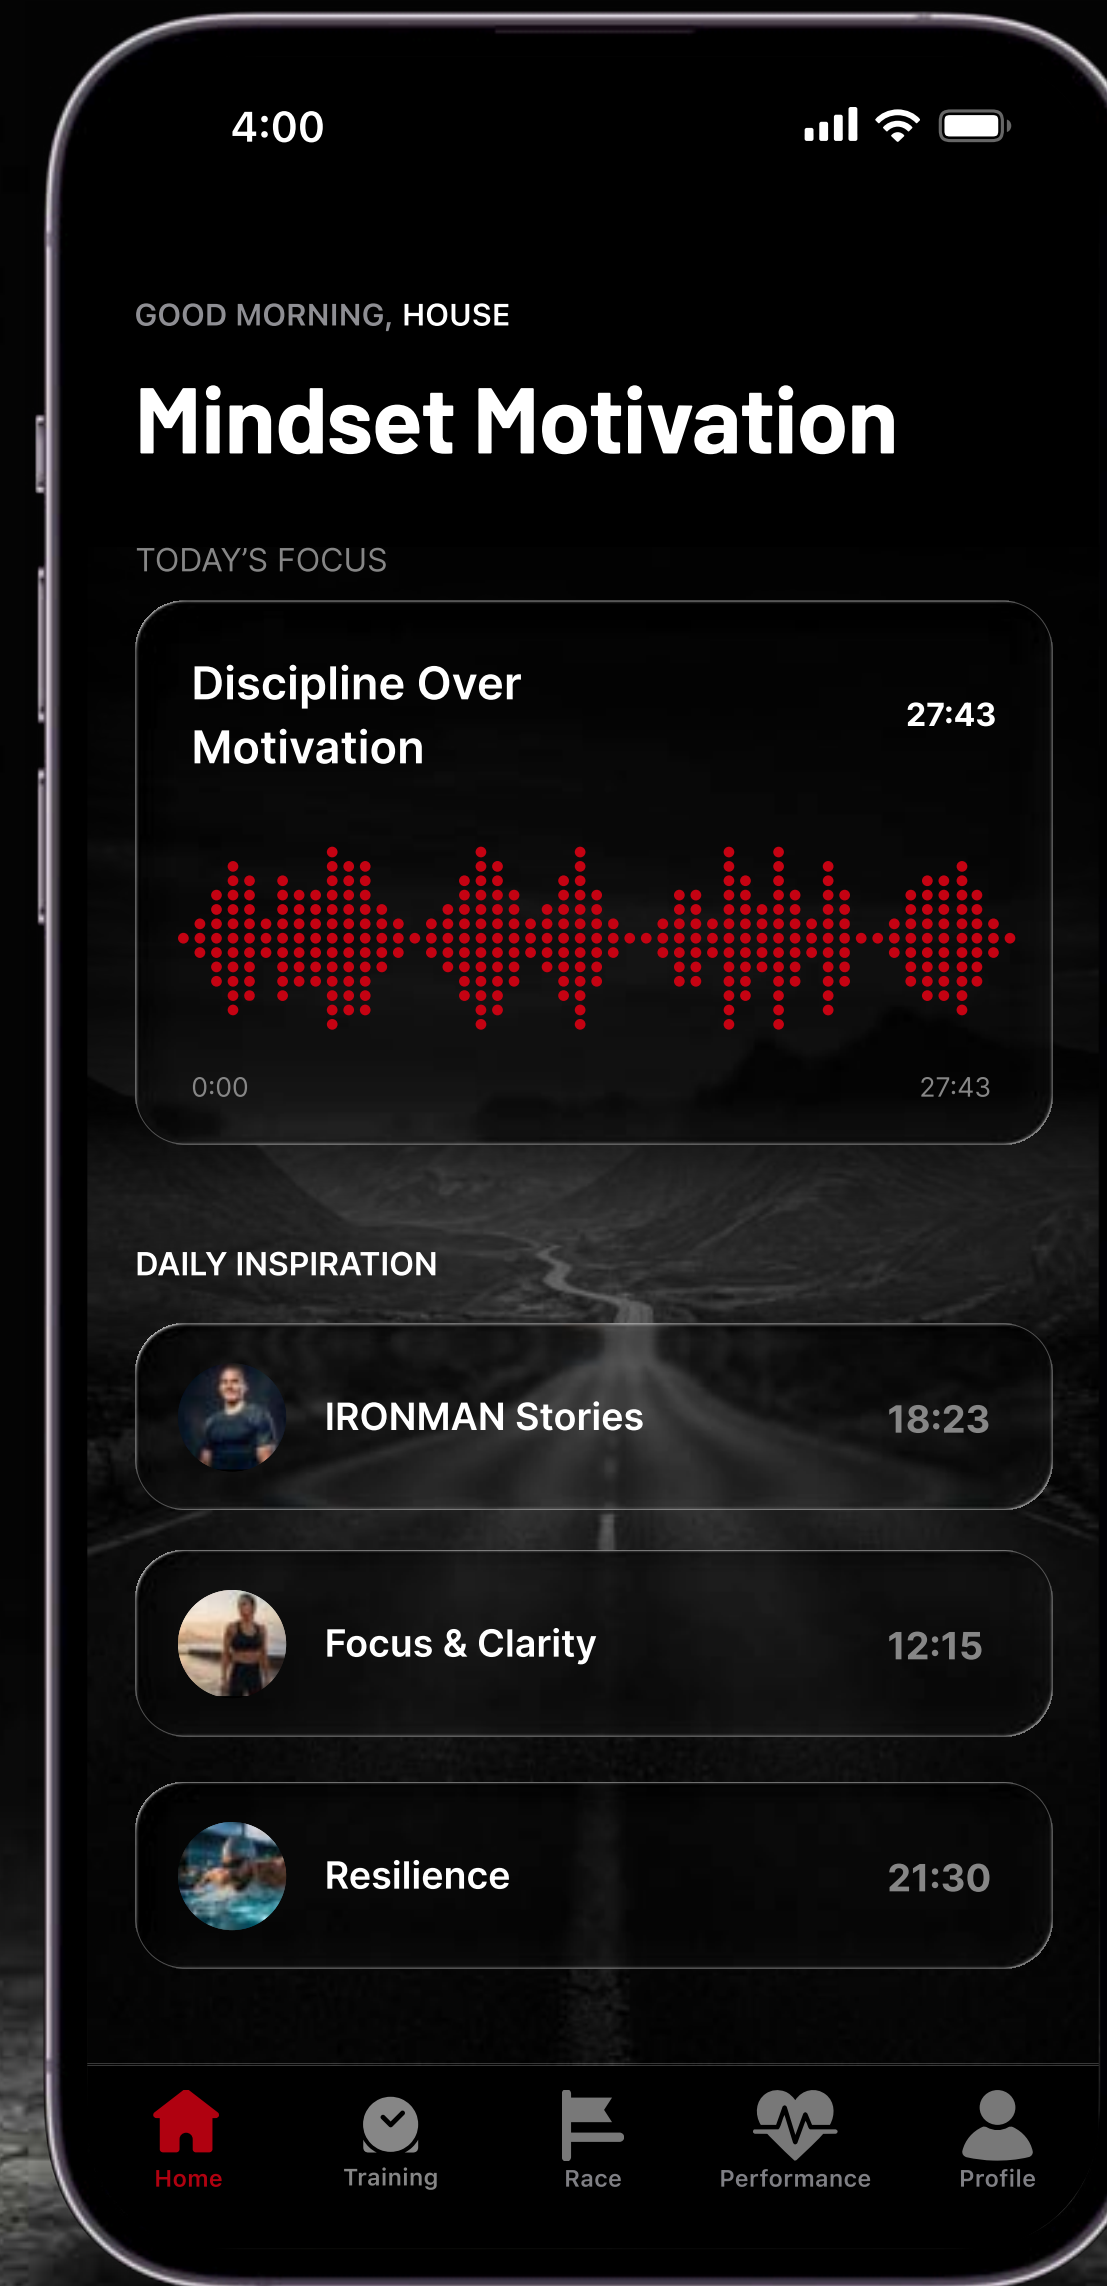 4:00
GOOD MORNING, HOUSE
Mindset Motivation
TODAY’S FOCUS
Discipline Over
Motivation
27:43
0:00
27:43
DAILY INSPIRATION
IRONMAN Stories
18:23
Focus & Clarity
12:15
Resilience
21:30
Home
Training
Race
Performance
Profile